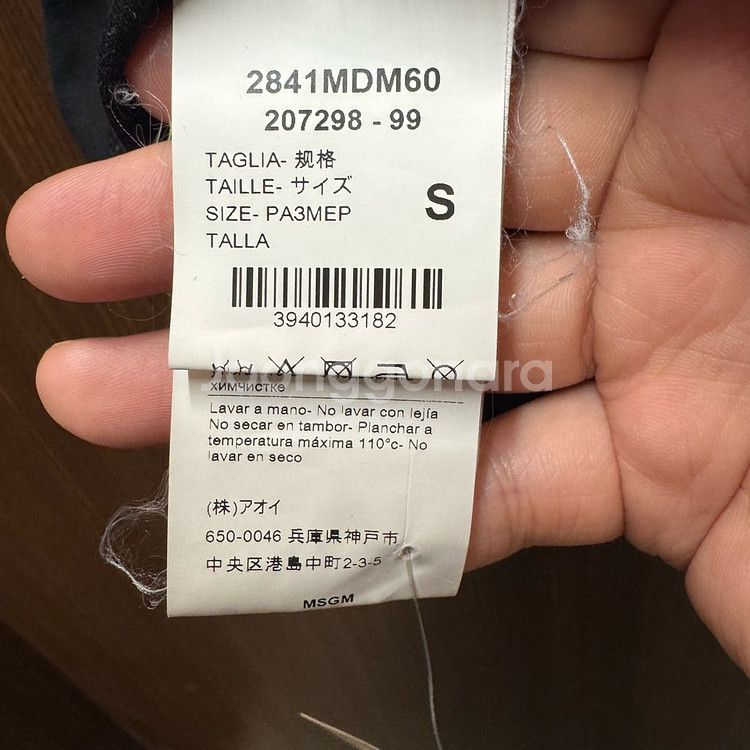 2841MDM60
207298 - 99
TAGLIA- 规格
TAILLE- サイズ
SIZE- PA3MEP
TALLA
S
3940133182
joonggonara
химчистке
Lavar a mano- No lavar con lejía
No secar en tambor- Planchar a
temperatura máxima 110°c- No
lavar en seco
(株)アオイ
650-0046 兵庫県神戸市
中央区港島中町2-3-5
MSGM